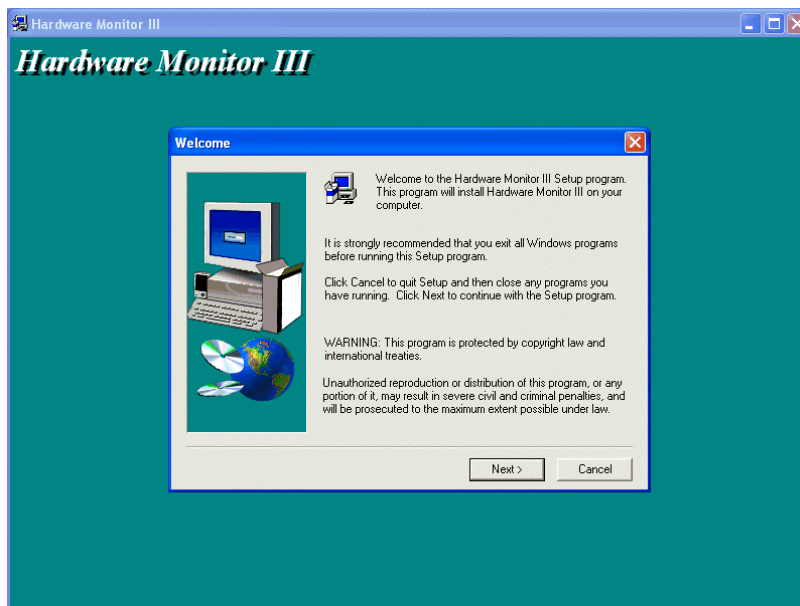 Hardware Monitor III
Hardware Monitor III
Welcome
Welcome to the Hardware Monitor III Setup program.
This program will install Hardware Monitor III on your
computer.
It is strongly recommended that you exit all Windows programs
before running this Setup program.
Click Cancel to quit Setup and then close any programs you
have running. Click Next to continue with the Setup program.
WARNING: This program is protected by copyright law and
international treaties.
Unauthorized reproduction or distribution of this program, or any
portion of it, may result in severe civil and criminal penalties, and
will be prosecuted to the maximum extent possible under law.
Next >
Cancel